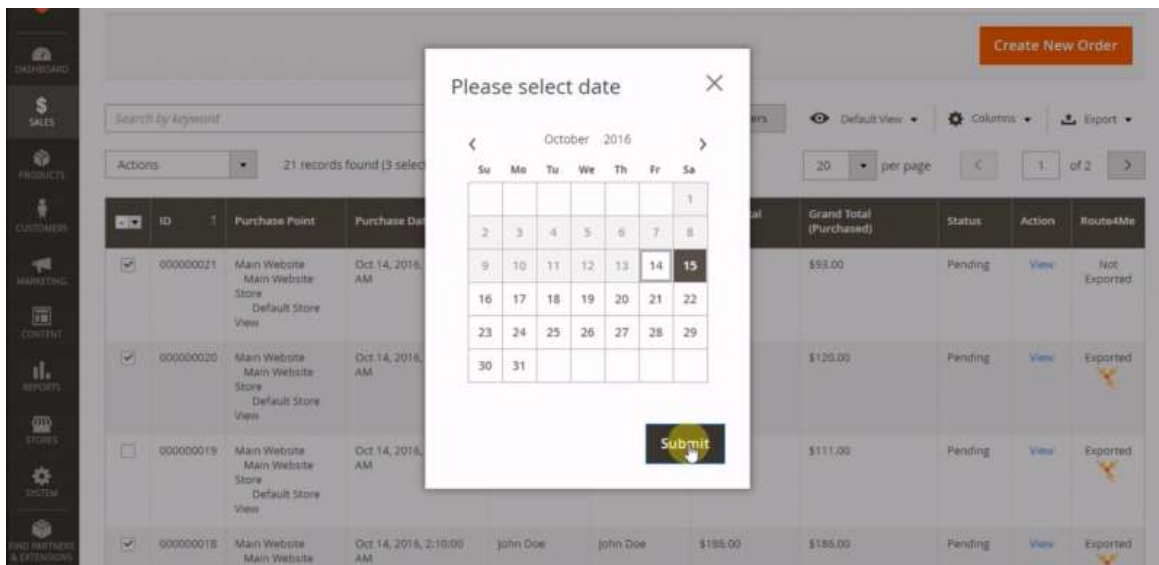 Create New Order
DASHBOARD
SALES
PRODUCTS
CUSTOMERS
MARKETING
CONTENT
REPORTS
STORES
SYSTEM
FIND PARTNERS
& EXTENSIONS
Search by keyword
Default View
Columns
Export
Actions
21 records found (3 selec
20
per page
1
of 2
Please select date
October 2016
Su Mo Tu We Th Fr Sa
1
2 3 4 5 6 7 8
9 10 11 12 13 14 15
16 17 18 19 20 21 22
23 24 25 26 27 28 29
30 31
Submit
ID Purchase Point Purchase Dat Grand Total Status Action Route4Me
(Purchased)
000000021 Main Website Oct 14, 2016, $93.00 Pending View Not
Main Website AM Exported
Store
Default Store
View
000000020 Main Website Oct 14, 2016, $120.00 Pending View Exported
Main Website AM
Store
Default Store
View
000000019 Main Website Oct 14, 2016, $111.00 Pending View Exported
Main Website AM
Store
Default Store
View
000000018 Main Website Oct 14, 2016, 2:10:00 John Doe John Doe $186.00 $186.00 Pending View Exported
Main Website AM